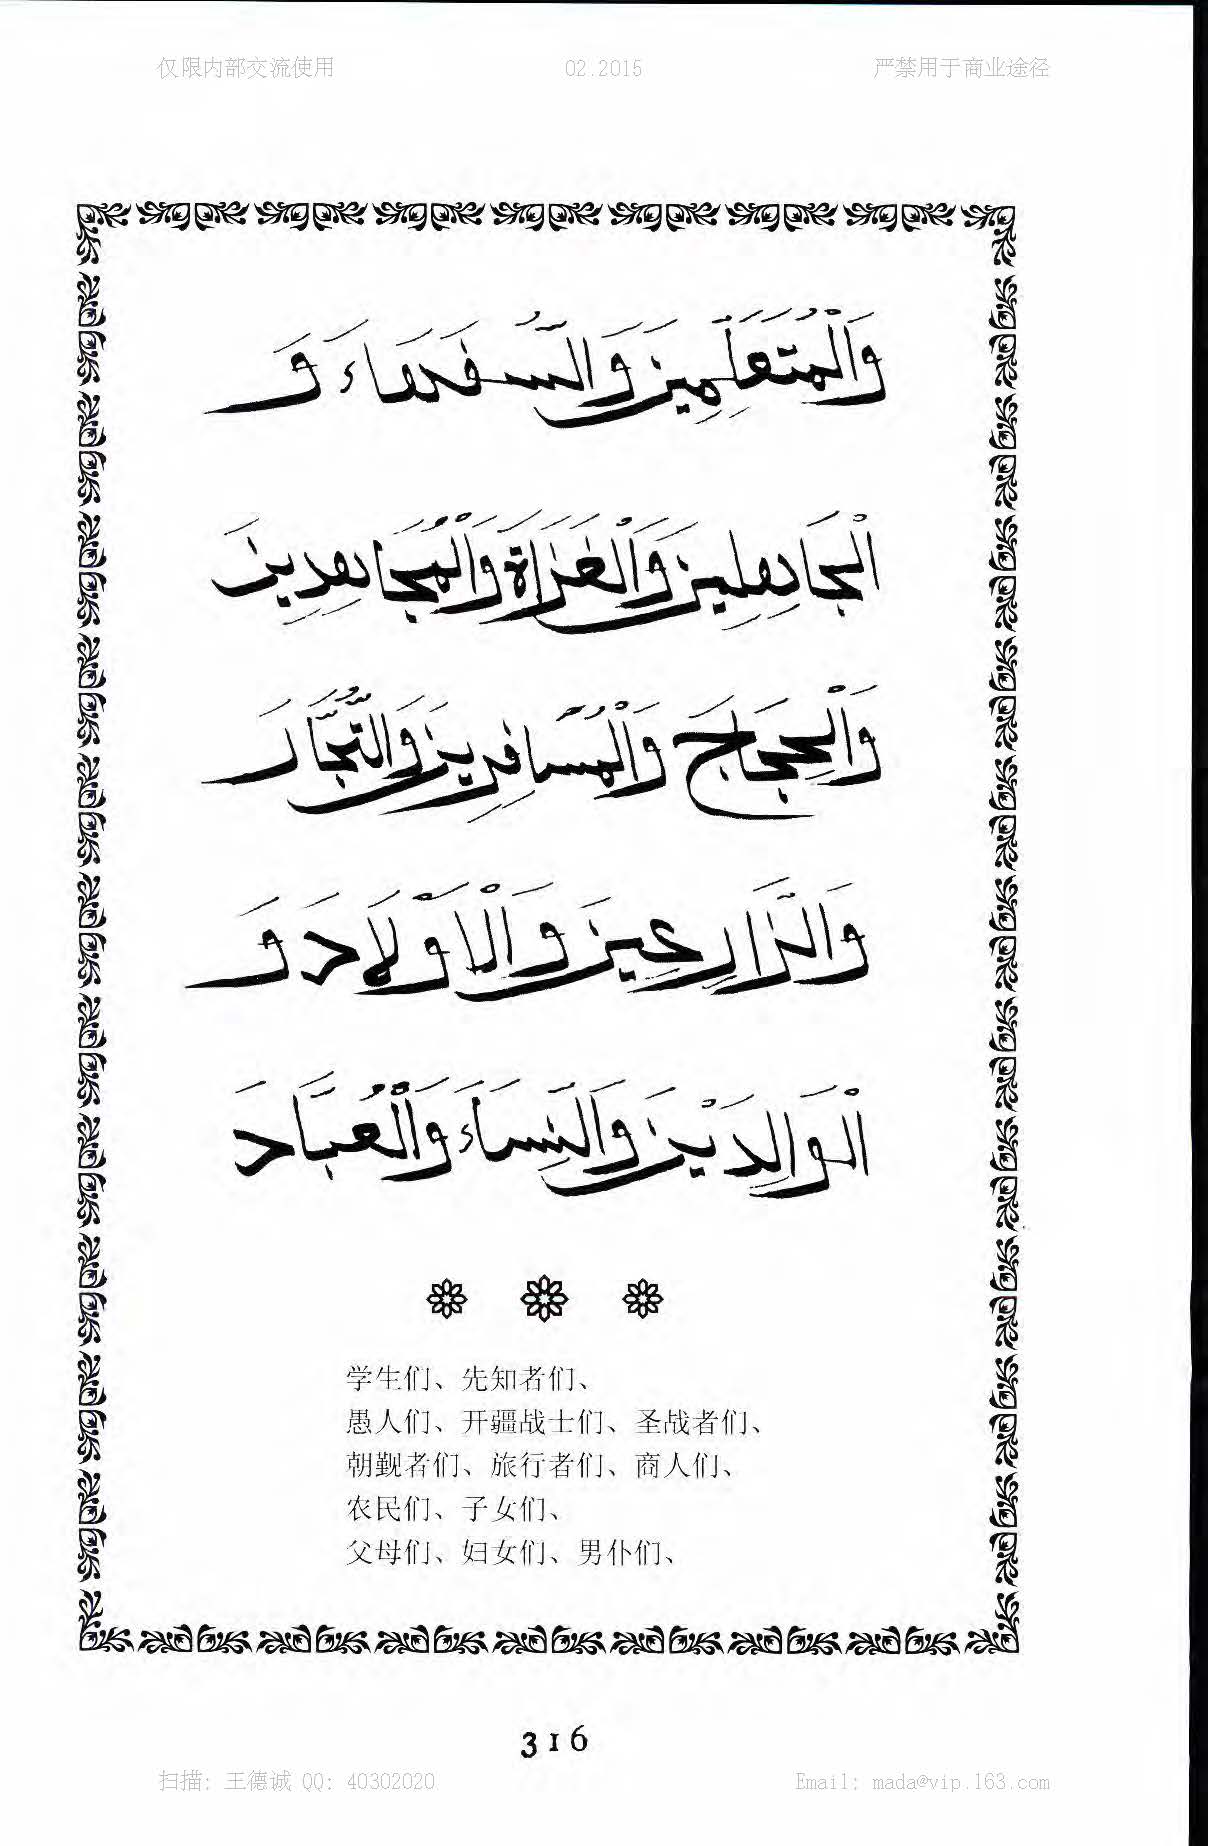 仅限内部交流使用 02.2015 严禁用于商业途径
وَالْمُتَعَلِّمِينَ وَالسُّفَهَاءَ وَ
الْجَاهِلِينَ وَالْغُزَاةَ وَالْمُجَاهِدِينَ
وَالْحِجَاجَ وَالْمُسَافِرِينَ وَالتُّجَّارَ
وَالزَّارِعِينَ وَالْاَوْلَادَ وَ
الْوَالِدَيْنَ وَالنِّسَاءَ وَالْعُبَّادَ
学生们、先知者们、
愚人们、开疆战士们、圣战者们、
朝觐者们、旅行者们、商人们、
农民们、子女们、
父母们、妇女们、男仆们、
316
扫描: 王德诚 QQ: 40302020 Email: mada@vip.163.com